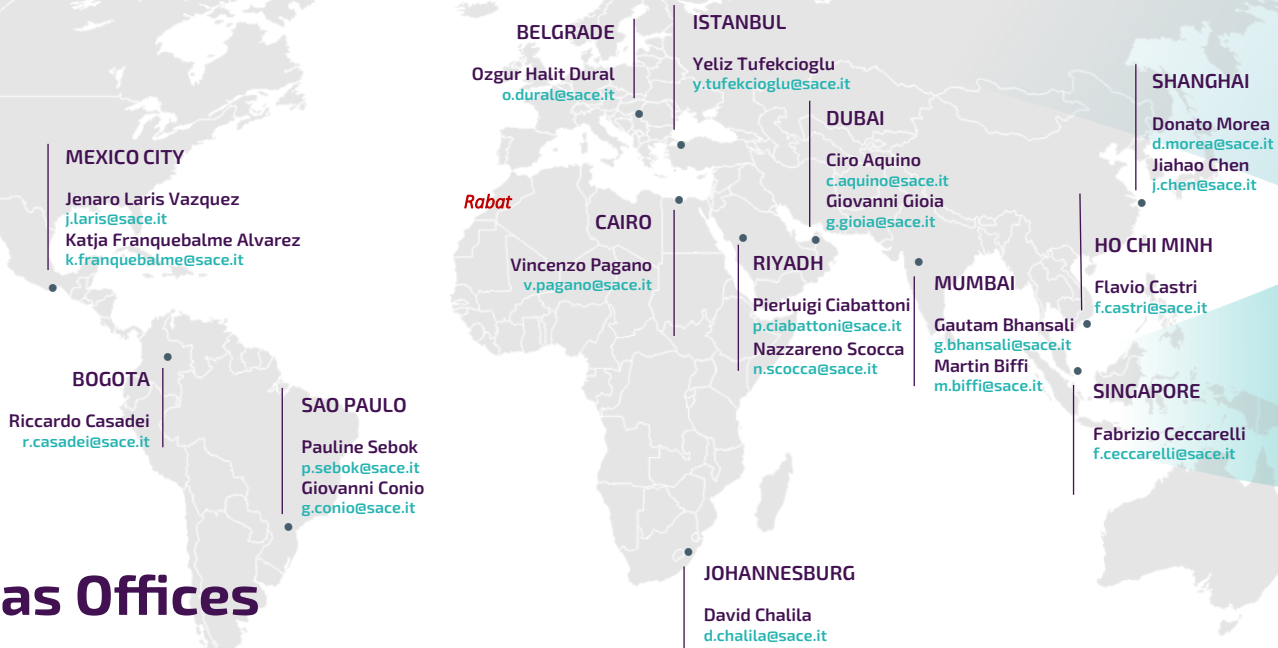 BELGRADE
Ozgur Halit Dural
o.dural@sace.it
ISTANBUL
Yeliz Tufekcioglu
y.tufekcioglu@sace.it
SHANGHAI
Donato Morea
d.morea@sace.it
Jiahao Chen
j.chen@sace.it
DUBAI
Ciro Aquino
c.aquino@sace.it
Giovanni Gioia
g.gioia@sace.it
MEXICO CITY
Jenaro Laris Vazquez
j.laris@sace.it
Katja Franquebalme Alvarez
k.franquebalme@sace.it
Rabat
CAIRO
Vincenzo Pagano
v.pagano@sace.it
RIYADH
Pierluigi Ciabattoni
p.ciabattoni@sace.it
Nazzareno Scocca
n.scocca@sace.it
MUMBAI
Gautam Bhansali
g.bhansali@sace.it
Martin Biffi
m.biffi@sace.it
HO CHI MINH
Flavio Castri
f.castri@sace.it
BOGOTA
Riccardo Casadei
r.casadei@sace.it
SAO PAULO
Pauline Sebok
p.sebok@sace.it
Giovanni Conio
g.conio@sace.it
SINGAPORE
Fabrizio Ceccarelli
f.ceccarelli@sace.it
as Offices
JOHANNESBURG
David Chalila
d.chalila@sace.it